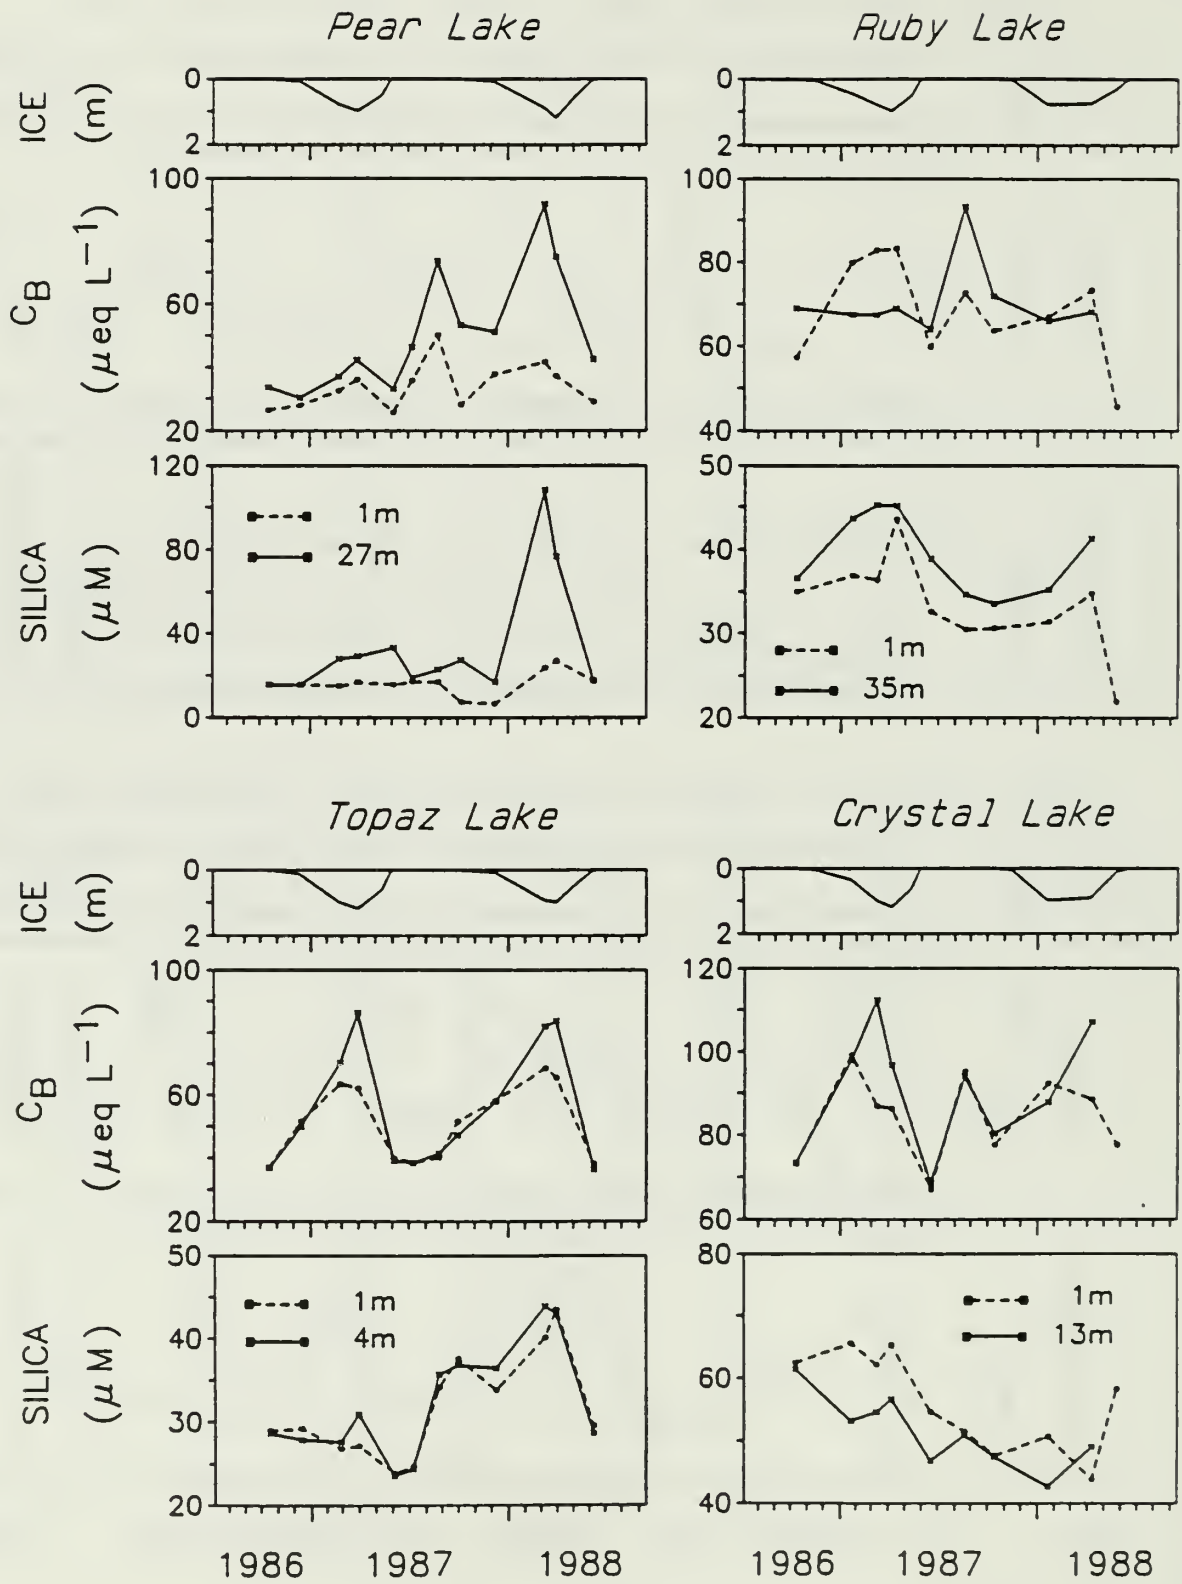 Pear Lake
Ruby Lake
ICE
(m)
0
2
0
2
C_B
(μeq L⁻¹)
100
60
20
100
80
60
40
SILICA
(μM)
120
80
40
0
1m
27m
50
40
30
20
1m
35m
Topaz Lake
Crystal Lake
ICE
(m)
0
2
0
2
C_B
(μeq L⁻¹)
100
60
20
120
100
80
60
SILICA
(μM)
50
40
30
20
1m
4m
80
60
40
1m
13m
1986 1987 1988
1986 1987 1988